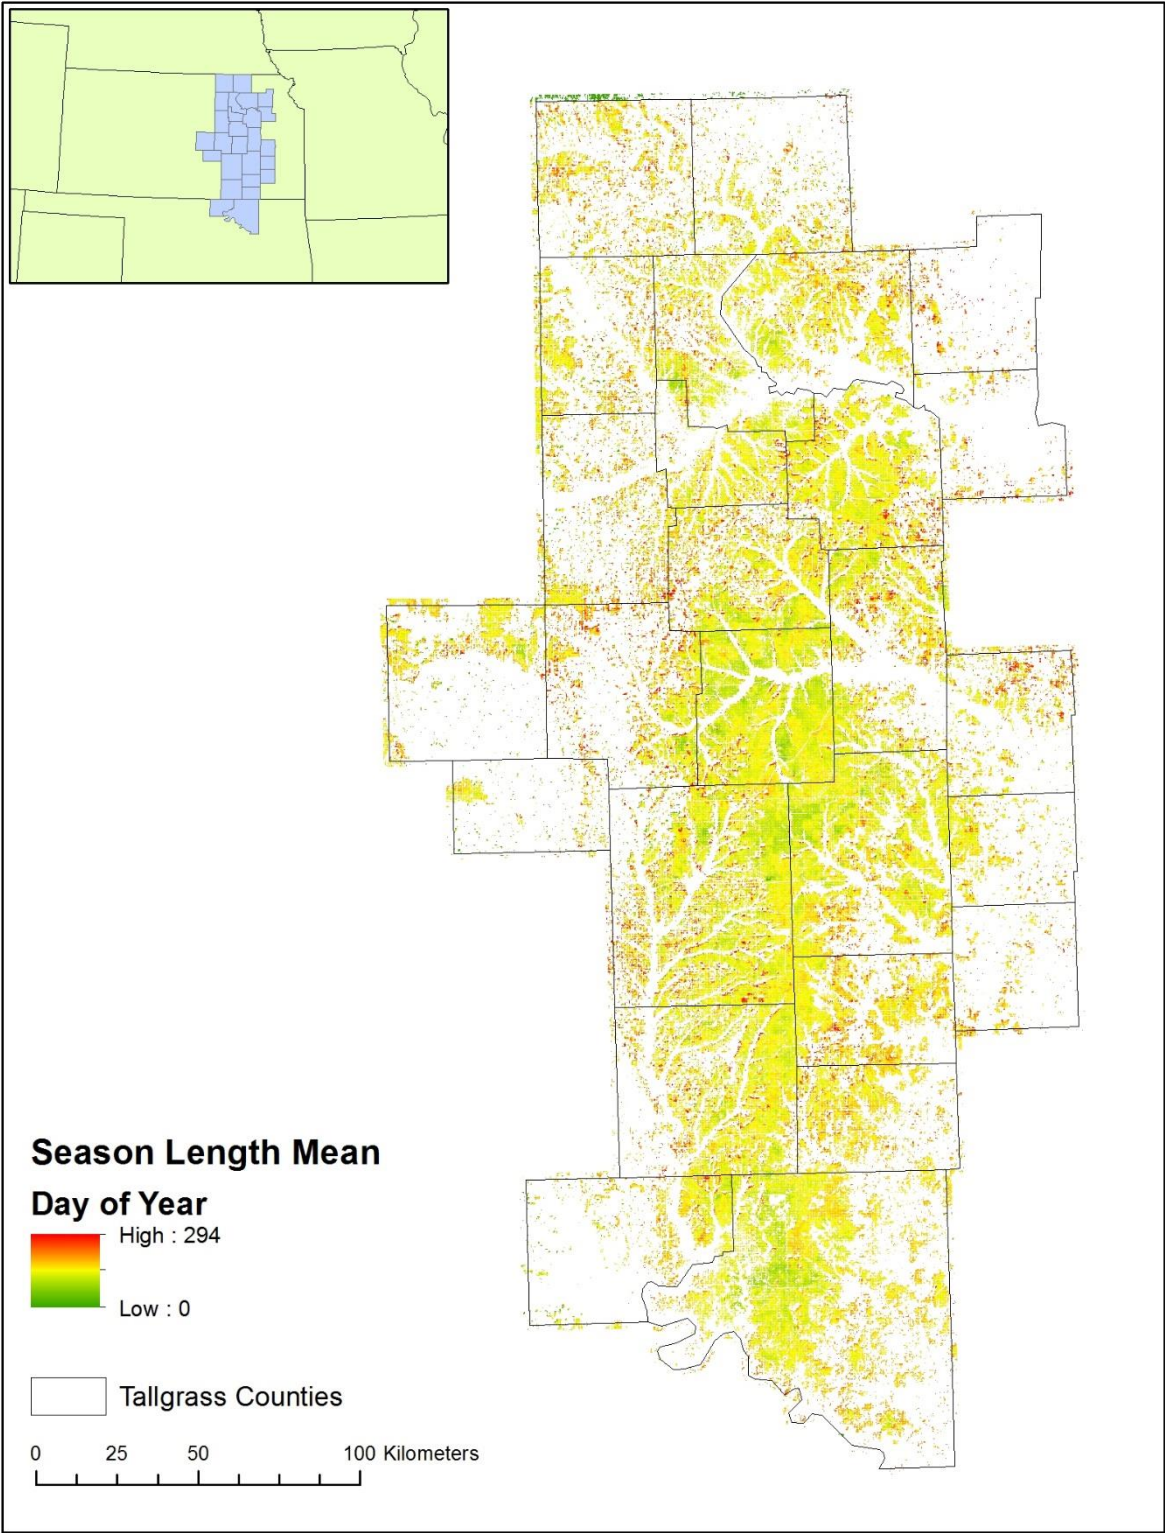 Season Length Mean
Day of Year
High : 294
Low : 0
Tallgrass Counties
0 25 50 100 Kilometers